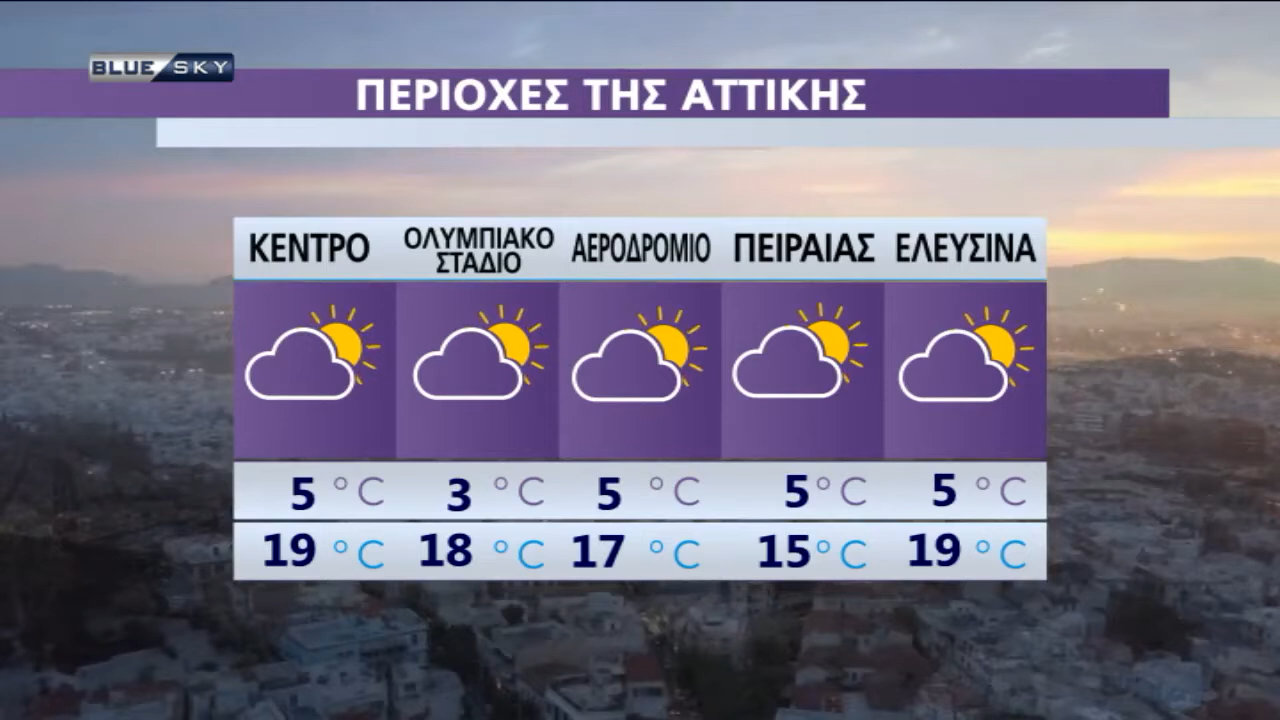 BLUE SKY
ΠΕΡΙΟΧΕΣ ΤΗΣ ΑΤΤΙΚΗΣ
ΚΕΝΤΡΟ ΟΛΥΜΠΙΑΚΟ ΣΤΑΔΙΟ ΑΕΡΟΔΡΟΜΙΟ ΠΕΙΡΑΙΑΣ ΕΛΕΥΣΙΝΑ
5 °C 3 °C 5 °C 5 °C 5 °C
19 °C 18 °C 17 °C 15 °C 19 °C